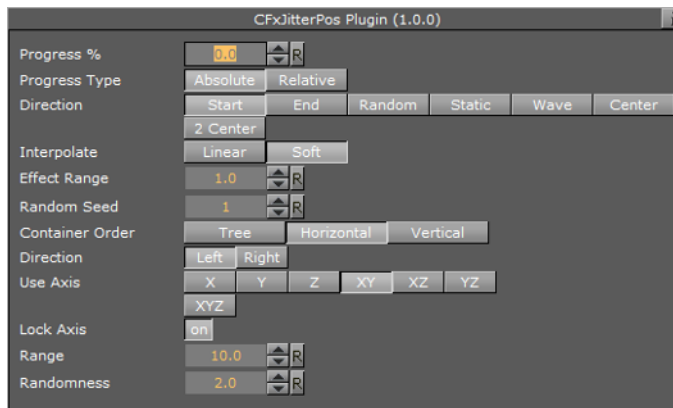 CFxJitterPos Plugin (1.0.0)
Progress % 0.0 R
Progress Type Absolute Relative
Direction Start End Random Static Wave Center
2 Center
Interpolate Linear Soft
Effect Range 1.0 R
Random Seed 1 R
Container Order Tree Horizontal Vertical
Direction Left Right
Use Axis X Y Z XY XZ YZ
XYZ
Lock Axis on
Range 10.0 R
Randomness 2.0 R